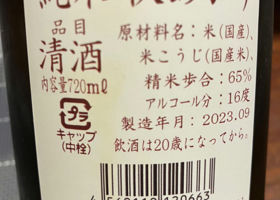 品目
清酒
内容量720mℓ
プラ
キャップ
(中栓)
原材料名：米(国産)、
米こうじ(国産米)、
精米歩合：65%
アルコール分：16度
製造年月：2023.09
飲酒は20歳になってから。